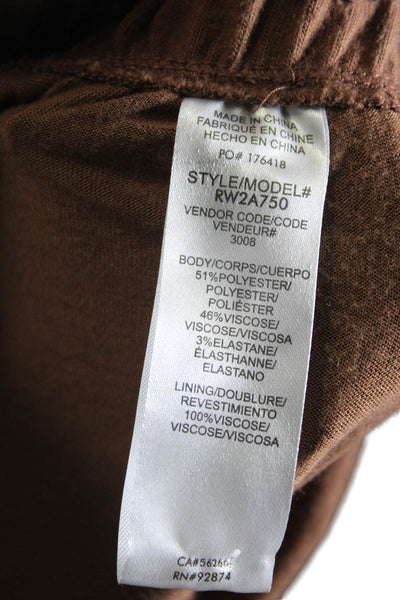 MADE IN CHINA
FABRIQUÉ EN CHINE
HECHO EN CHINA
PO# 176418
STYLE/MODEL#
RW2A750
VENDOR CODE/CODE
VENDEUR#
3008
BODY/CORPS/CUERPO
51%POLYESTER/
POLYESTER/
POLIÉSTER
46%VISCOSE/
VISCOSE/VISCOSA
3%ELASTANE/
ÉLASTHANNE/
ELASTANO
LINING/DOUBLURE/
REVESTIMIENTO
100%VISCOSE/
VISCOSE/VISCOSA
RN#92874